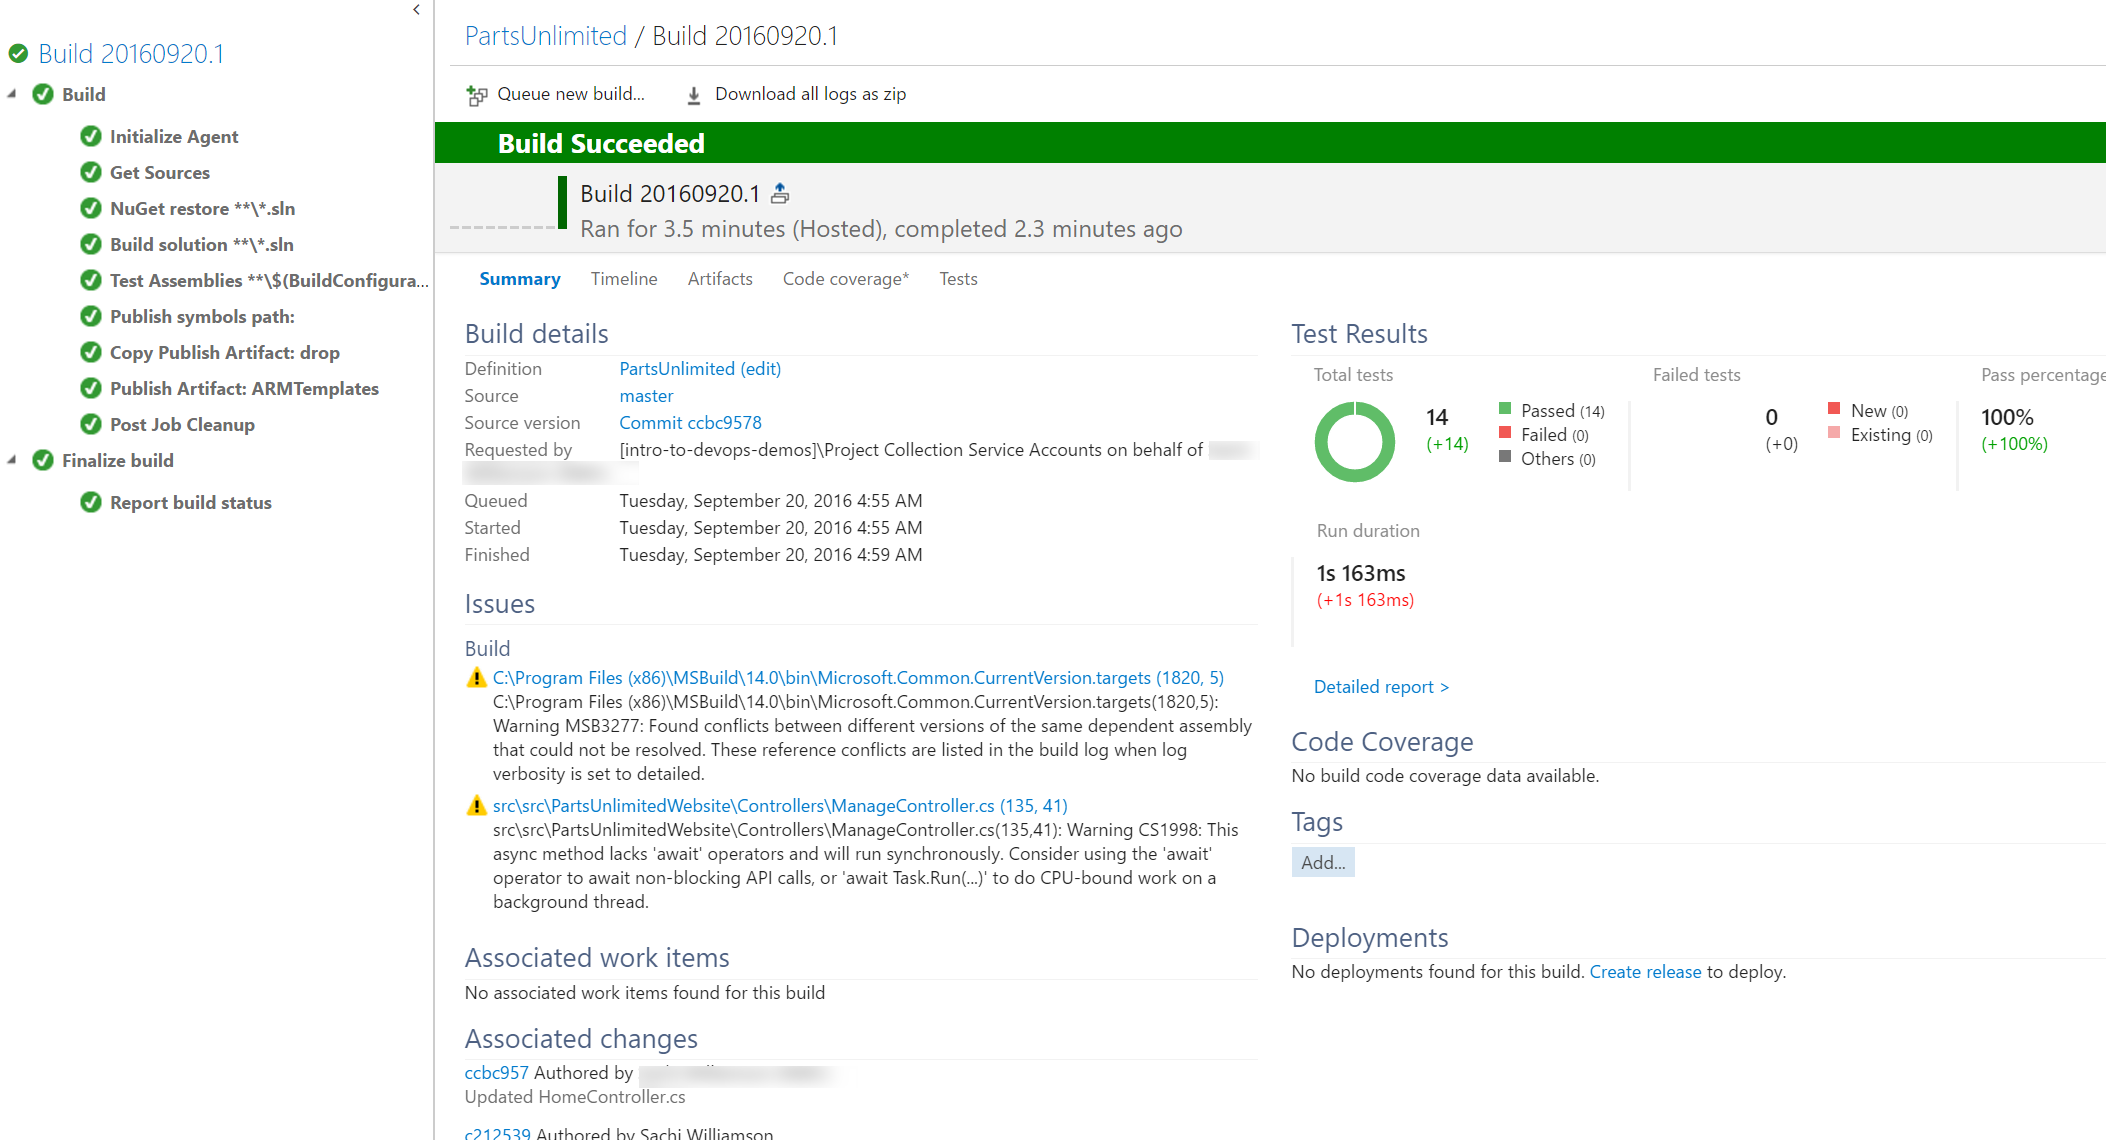 Build 20160920.1
Build
Initialize Agent
Get Sources
NuGet restore **\*.sln
Build solution **\*.sln
Test Assemblies **\$(BuildConfigura...
Publish symbols path:
Copy Publish Artifact: drop
Publish Artifact: ARMTemplates
Post Job Cleanup
Finalize build
Report build status
PartsUnlimited / Build 20160920.1
Queue new build... Download all logs as zip
Build Succeeded
Build 20160920.1
Ran for 3.5 minutes (Hosted), completed 2.3 minutes ago
Summary Timeline Artifacts Code coverage* Tests
Build details
Definition PartsUnlimited (edit)
Source master
Source version Commit ccbc9578
Requested by [intro-to-devops-demos]\Project Collection Service Accounts on behalf of
Queued Tuesday, September 20, 2016 4:55 AM
Started Tuesday, September 20, 2016 4:55 AM
Finished Tuesday, September 20, 2016 4:59 AM
Issues
Build
C:\Program Files (x86)\MSBuild\14.0\bin\Microsoft.Common.CurrentVersion.targets (1820, 5)
C:\Program Files (x86)\MSBuild\14.0\bin\Microsoft.Common.CurrentVersion.targets(1820,5):
Warning MSB3277: Found conflicts between different versions of the same dependent assembly
that could not be resolved. These reference conflicts are listed in the build log when log
verbosity is set to detailed.
src\src\PartsUnlimitedWebsite\Controllers\ManageController.cs (135, 41)
src\src\PartsUnlimitedWebsite\Controllers\ManageController.cs(135,41): Warning CS1998: This
async method lacks 'await' operators and will run synchronously. Consider using the 'await'
operator to await non-blocking API calls, or 'await Task.Run(...)' to do CPU-bound work on a
background thread.
Associated work items
No associated work items found for this build
Associated changes
ccbc957 Authored by
Updated HomeController.cs
c212539 Authored by Sachi Williamson
Test Results
Total tests
14
(+14)
Passed (14)
Failed (0)
Others (0)
Failed tests
0
(+0)
New (0)
Existing (0)
Pass percentage
100%
(+100%)
Run duration
1s 163ms
(+1s 163ms)
Detailed report >
Code Coverage
No build code coverage data available.
Tags
Add...
Deployments
No deployments found for this build. Create release to deploy.